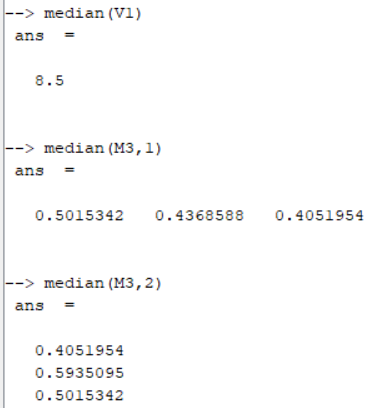 --> median(V1)
ans =
8.5
--> median(M3,1)
ans =
0.5015342 0.4368588 0.4051954
--> median(M3,2)
ans =
0.4051954
0.5935095
0.5015342